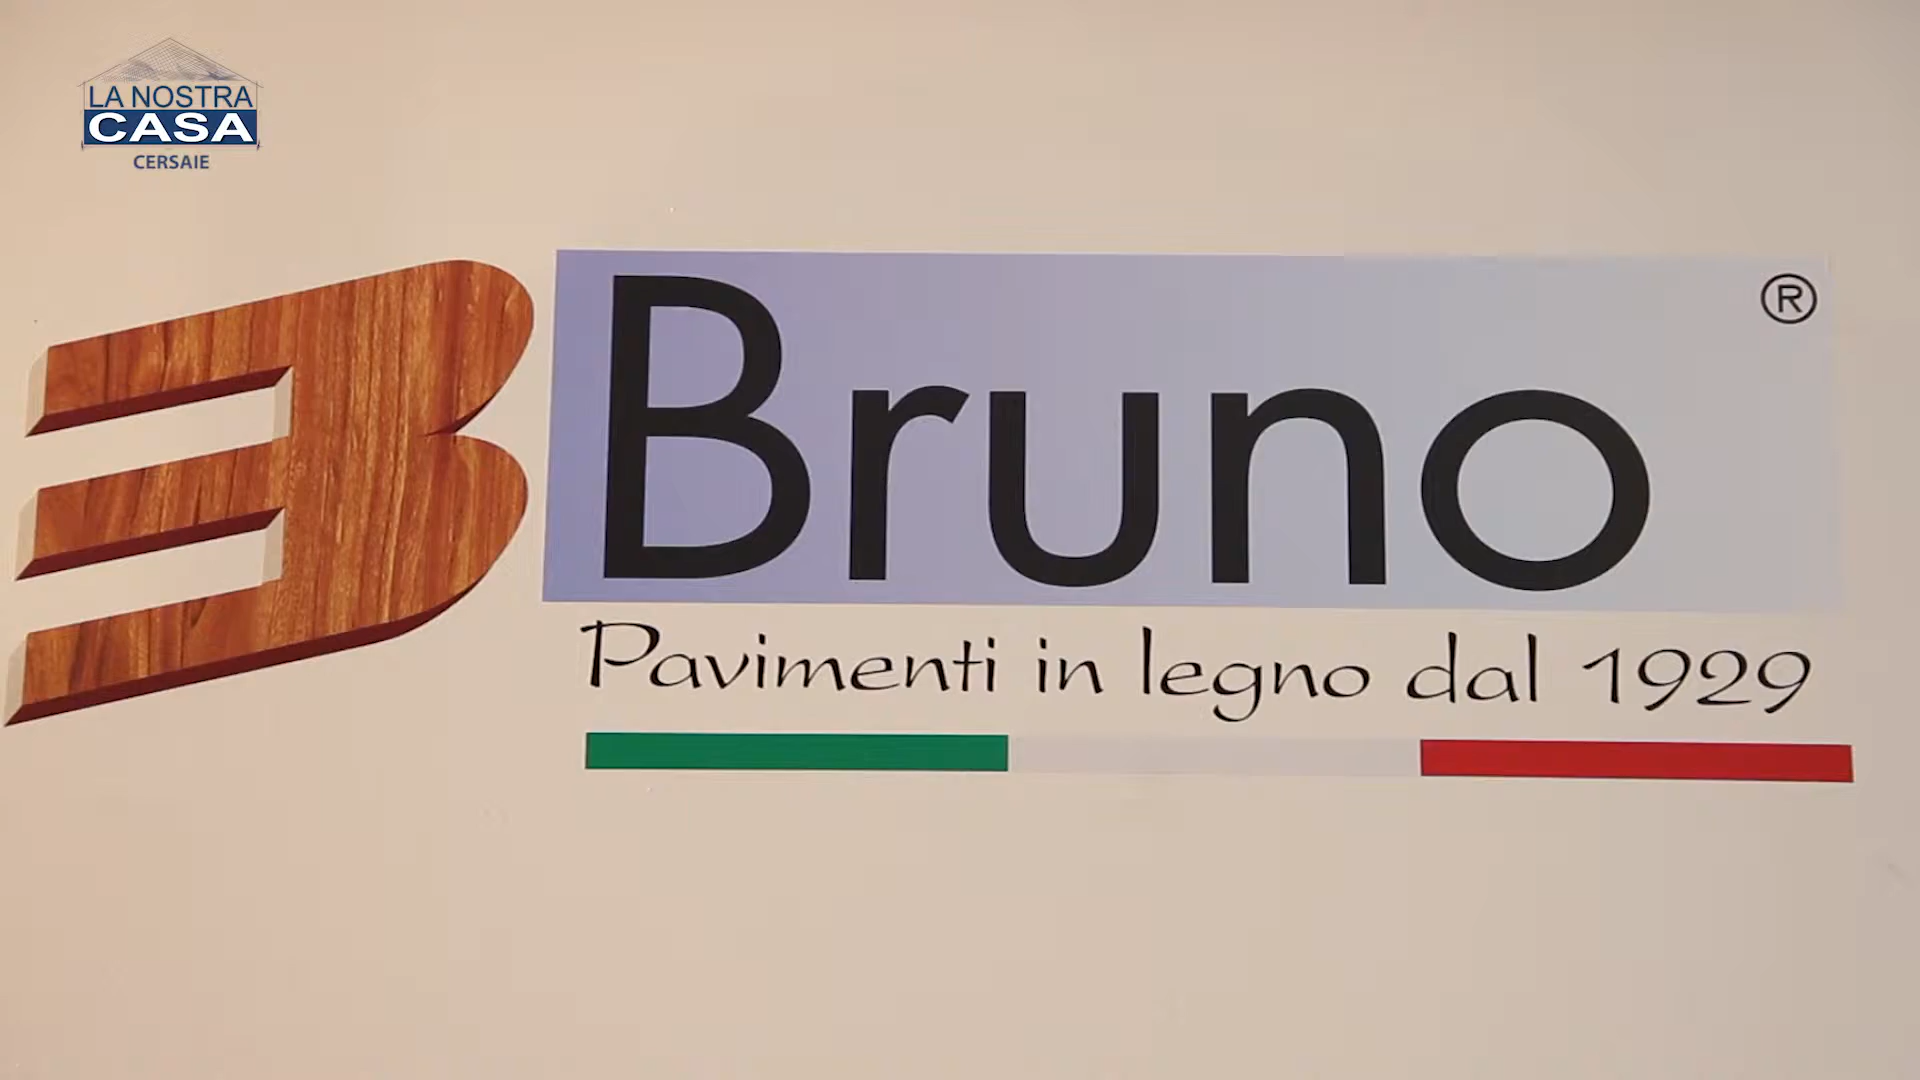 LA NOSTRA
CASA
CERSAIE
Bruno ®
Pavimenti in legno dal 1929